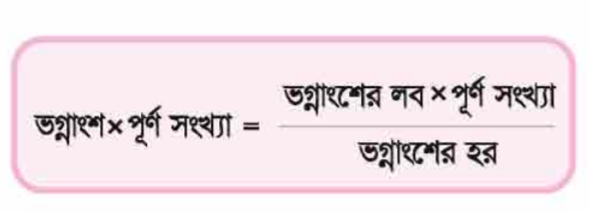 ভগ্নাংশ × পূর্ণ সংখ্যা = ভগ্নাংশের লব × পূর্ণ সংখ্যা
ভগ্নাংশের হর